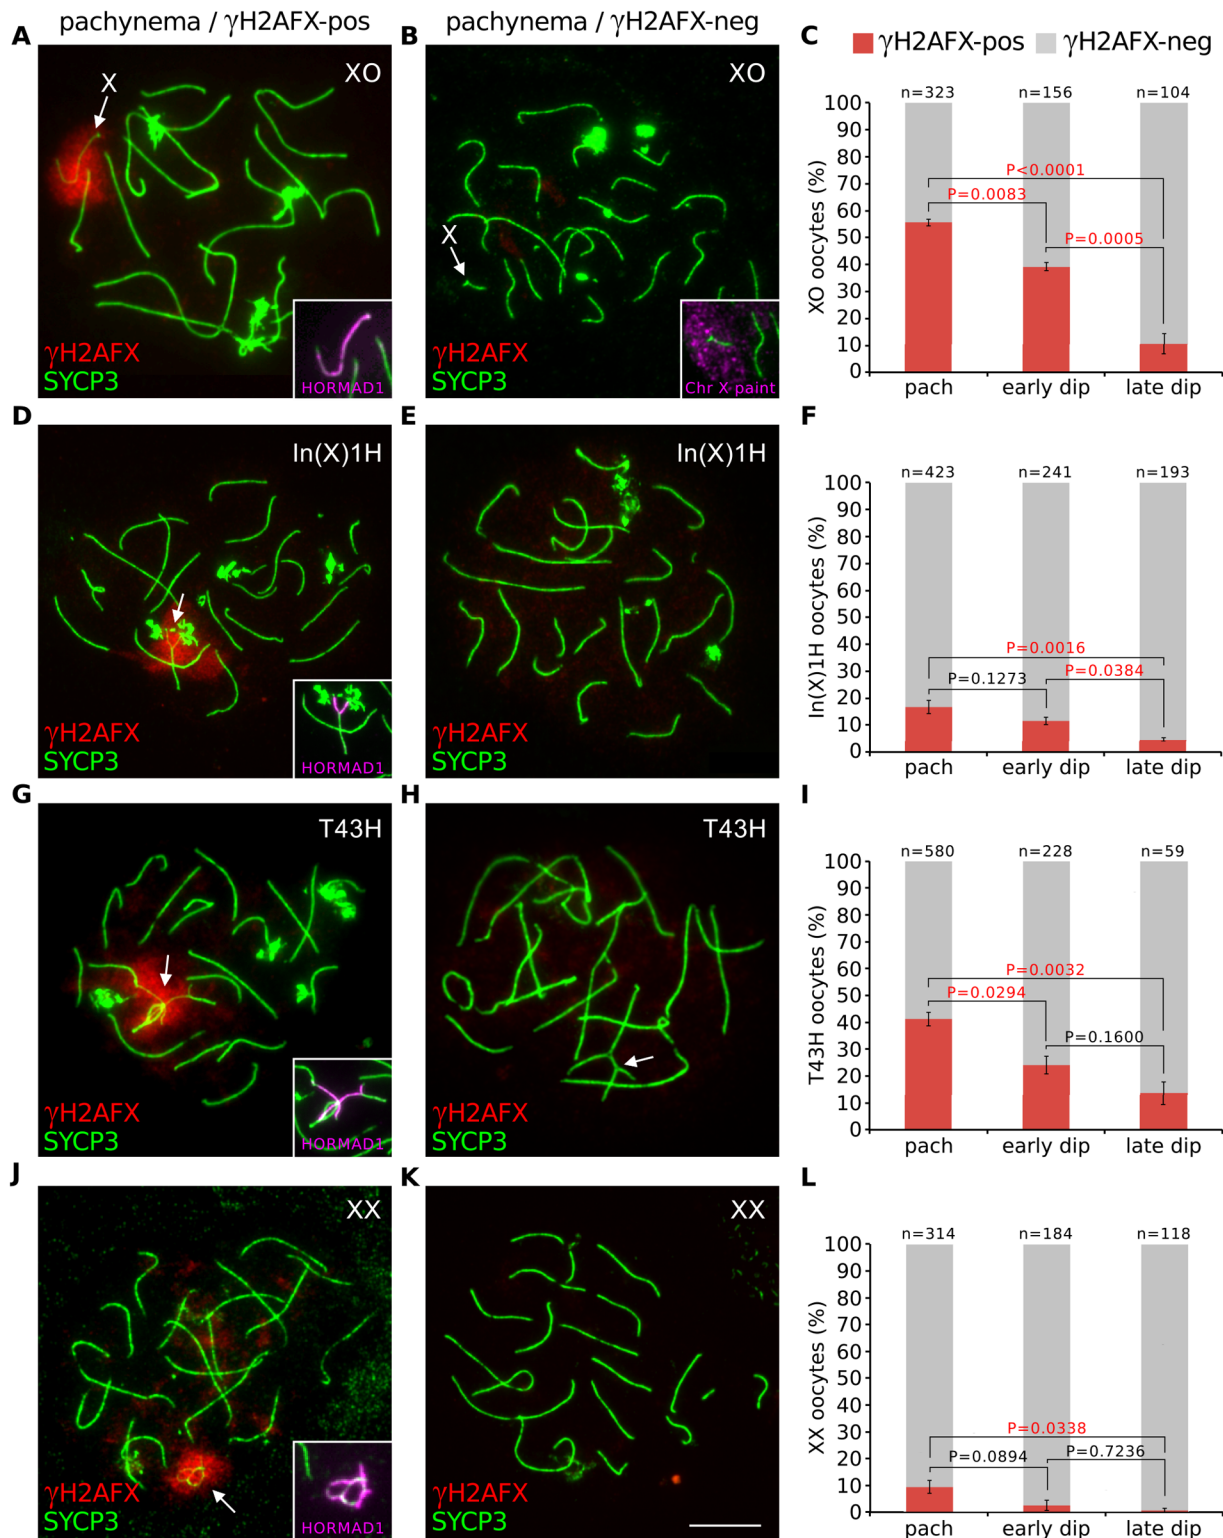 pachynema / γH2AFX-pos
pachynema / γH2AFX-neg
A
XO
X
γH2AFX
SYCP3
HORMAD1
B
XO
X
γH2AFX
SYCP3
Chr X paint
C
γH2AFX-pos
γH2AFX-neg
n=323
n=156
n=104
XO oocytes (%)
100
90
80
70
60
50
40
30
20
10
0
P<0.0001
P=0.0083
P=0.0005
pach
early dip
late dip
D
In(X)1H
γH2AFX
SYCP3
HORMAD1
E
In(X)1H
γH2AFX
SYCP3
F
n=423
n=241
n=193
In(X)1H oocytes (%)
100
90
80
70
60
50
40
30
20
10
0
P=0.0016
P=0.1273
P=0.0384
pach
early dip
late dip
G
T43H
γH2AFX
SYCP3
HORMAD1
H
T43H
γH2AFX
SYCP3
I
n=580
n=228
n=59
T43H oocytes (%)
100
90
80
70
60
50
40
30
20
10
0
P=0.0032
P=0.0294
P=0.1600
pach
early dip
late dip
J
XX
γH2AFX
SYCP3
HORMAD1
K
XX
γH2AFX
SYCP3
L
n=314
n=184
n=118
XX oocytes (%)
100
90
80
70
60
50
40
30
20
10
0
P=0.0338
P=0.0894
P=0.7236
pach
early dip
late dip